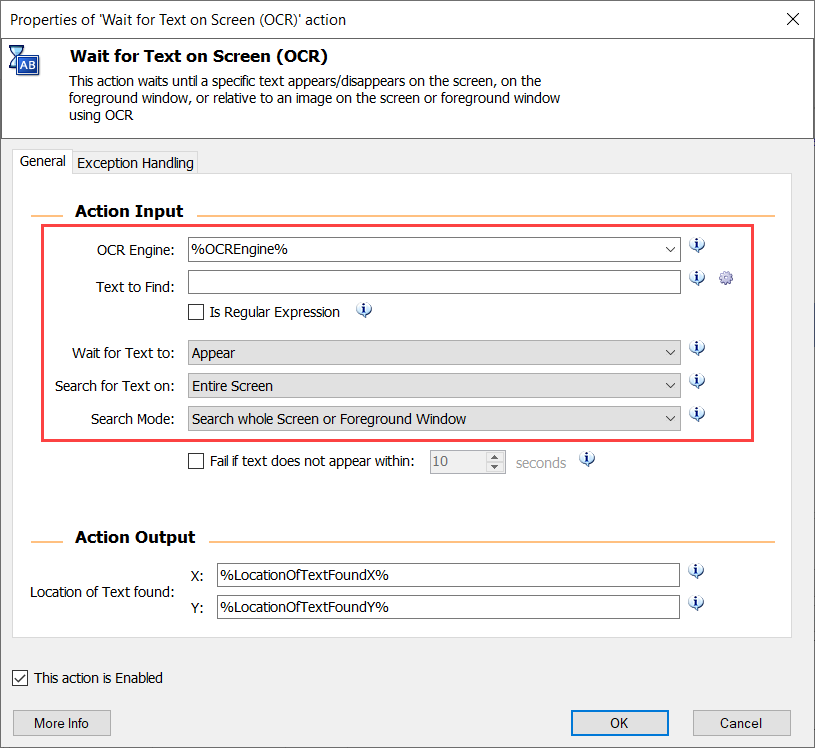 Properties of 'Wait for Text on Screen (OCR)' action
AB
Wait for Text on Screen (OCR)
This action waits until a specific text appears/disappears on the screen, on the
foreground window, or relative to an image on the screen or foreground window
using OCR
General Exception Handling
Action Input
OCR Engine: %OCREngine%
Text to Find:
Is Regular Expression
Wait for Text to: Appear
Search for Text on: Entire Screen
Search Mode: Search whole Screen or Foreground Window
Fail if text does not appear within: 10 seconds
Action Output
Location of Text found:
X: %LocationOfTextFoundX%
Y: %LocationOfTextFoundY%
This action is Enabled
More Info OK Cancel